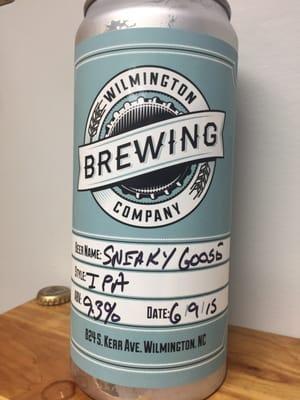 WILMINGTON
BREWING
COMPANY
BEER NAME: SNEAKY GOOSE
STYLE: IPA
ABV: 9.3%
DATE: 6/9/15
824 S. KERR AVE. WILMINGTON, NC